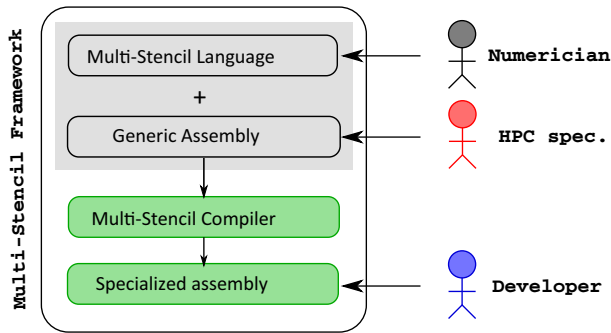 Multi-Stencil Framework
Multi-Stencil Language
Numerician
+
Generic Assembly
HPC spec.
Multi-Stencil Compiler
Specialized assembly
Developer